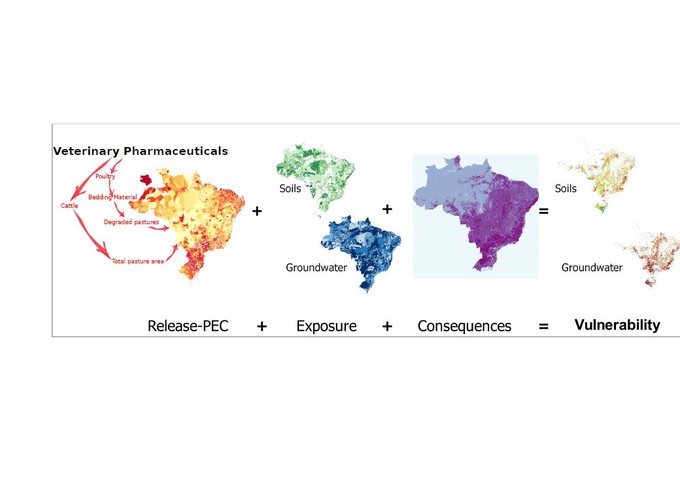 Veterinary Pharmaceuticals
Poultry
Bedding Material
Cattle
Degraded pastures
Total pasture area
+
Soils
Groundwater
+
=
Soils
Groundwater
Release-PEC + Exposure + Consequences = Vulnerability